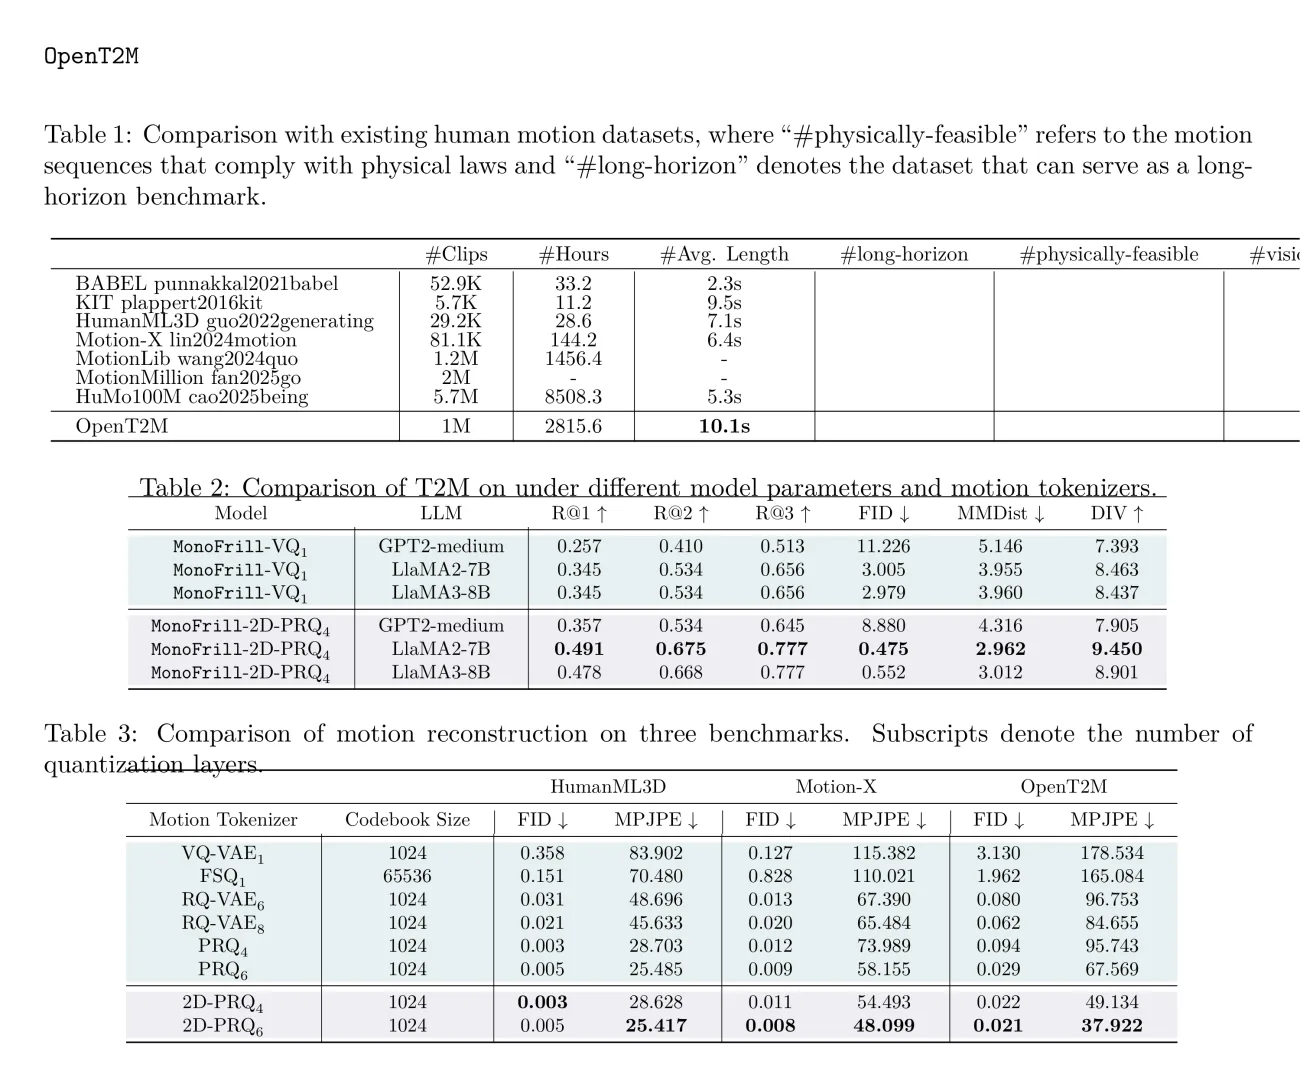 OpenT2M
Table 1: Comparison with existing human motion datasets, where “#physically-feasible” refers to the motion
sequences that comply with physical laws and “#long-horizon” denotes the dataset that can serve as a long-
horizon benchmark.
#Clips #Hours #Avg. Length #long-horizon #physically-feasible #visio
BABEL punnakkal2021babel 52.9K 33.2 2.3s
KIT plappert2016kit 5.7K 11.2 9.5s
HumanML3D guo2022generating 29.2K 28.6 7.1s
Motion-X lin2024motion 81.1K 144.2 6.4s
MotionLib wang2024quo 1.2M 1456.4 -
MotionMillion fan2025go 2M - -
HuMo100M cao2025being 5.7M 8508.3 5.3s
OpenT2M 1M 2815.6 10.1s
Table 2: Comparison of T2M on under different model parameters and motion tokenizers.
Model LLM R@1 ↑ R@2 ↑ R@3 ↑ FID ↓ MMDist ↓ DIV ↑
MonoFrill-VQ1 GPT2-medium 0.257 0.410 0.513 11.226 5.146 7.393
MonoFrill-VQ1 LlaMA2-7B 0.345 0.534 0.656 3.005 3.955 8.463
MonoFrill-VQ1 LlaMA3-8B 0.345 0.534 0.656 2.979 3.960 8.437
MonoFrill-2D-PRQ4 GPT2-medium 0.357 0.534 0.645 8.880 4.316 7.905
MonoFrill-2D-PRQ4 LlaMA2-7B 0.491 0.675 0.777 0.475 2.962 9.450
MonoFrill-2D-PRQ4 LlaMA3-8B 0.478 0.668 0.777 0.552 3.012 8.901
Table 3: Comparison of motion reconstruction on three benchmarks. Subscripts denote the number of
quantization layers.
HumanML3D Motion-X OpenT2M
Motion Tokenizer Codebook Size FID ↓ MPJPE ↓ FID ↓ MPJPE ↓ FID ↓ MPJPE ↓
VQ-VAE1 1024 0.358 83.902 0.127 115.382 3.130 178.534
FSQ1 65536 0.151 70.480 0.828 110.021 1.962 165.084
RQ-VAE6 1024 0.031 48.696 0.013 67.390 0.080 96.753
RQ-VAE8 1024 0.021 45.633 0.020 65.484 0.062 84.655
PRQ4 1024 0.003 28.703 0.012 73.989 0.094 95.743
PRQ6 1024 0.005 25.485 0.009 58.155 0.029 67.569
2D-PRQ4 1024 0.003 28.628 0.011 54.493 0.022 49.134
2D-PRQ6 1024 0.005 25.417 0.008 48.099 0.021 37.922